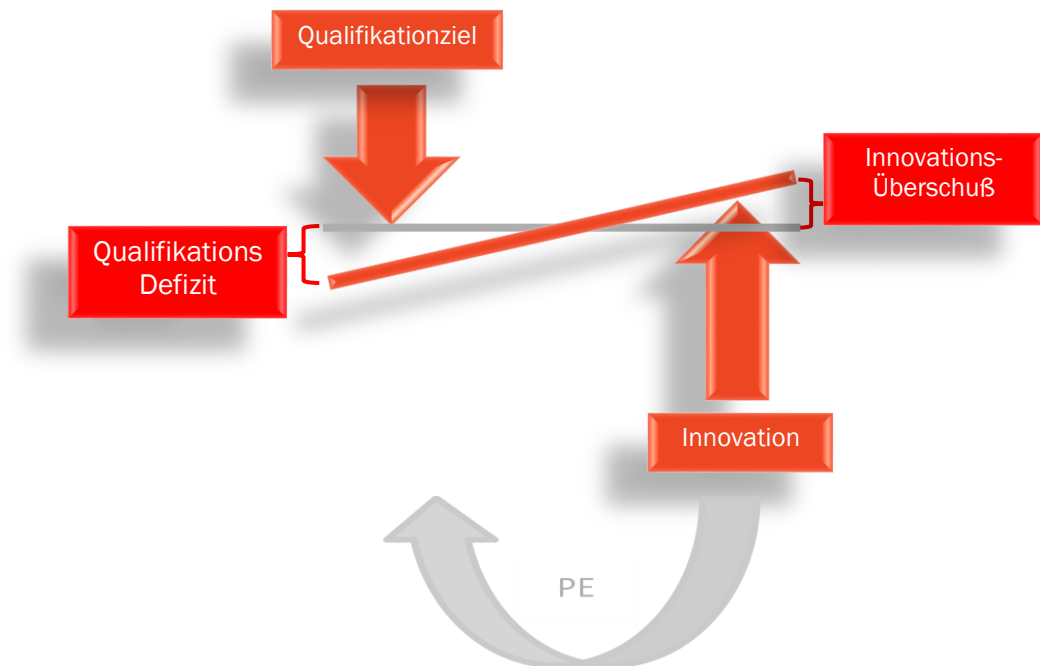 Qualifikationziel
Innovations-
Überschuß
Qualifikations
Defizit
Innovation
PE